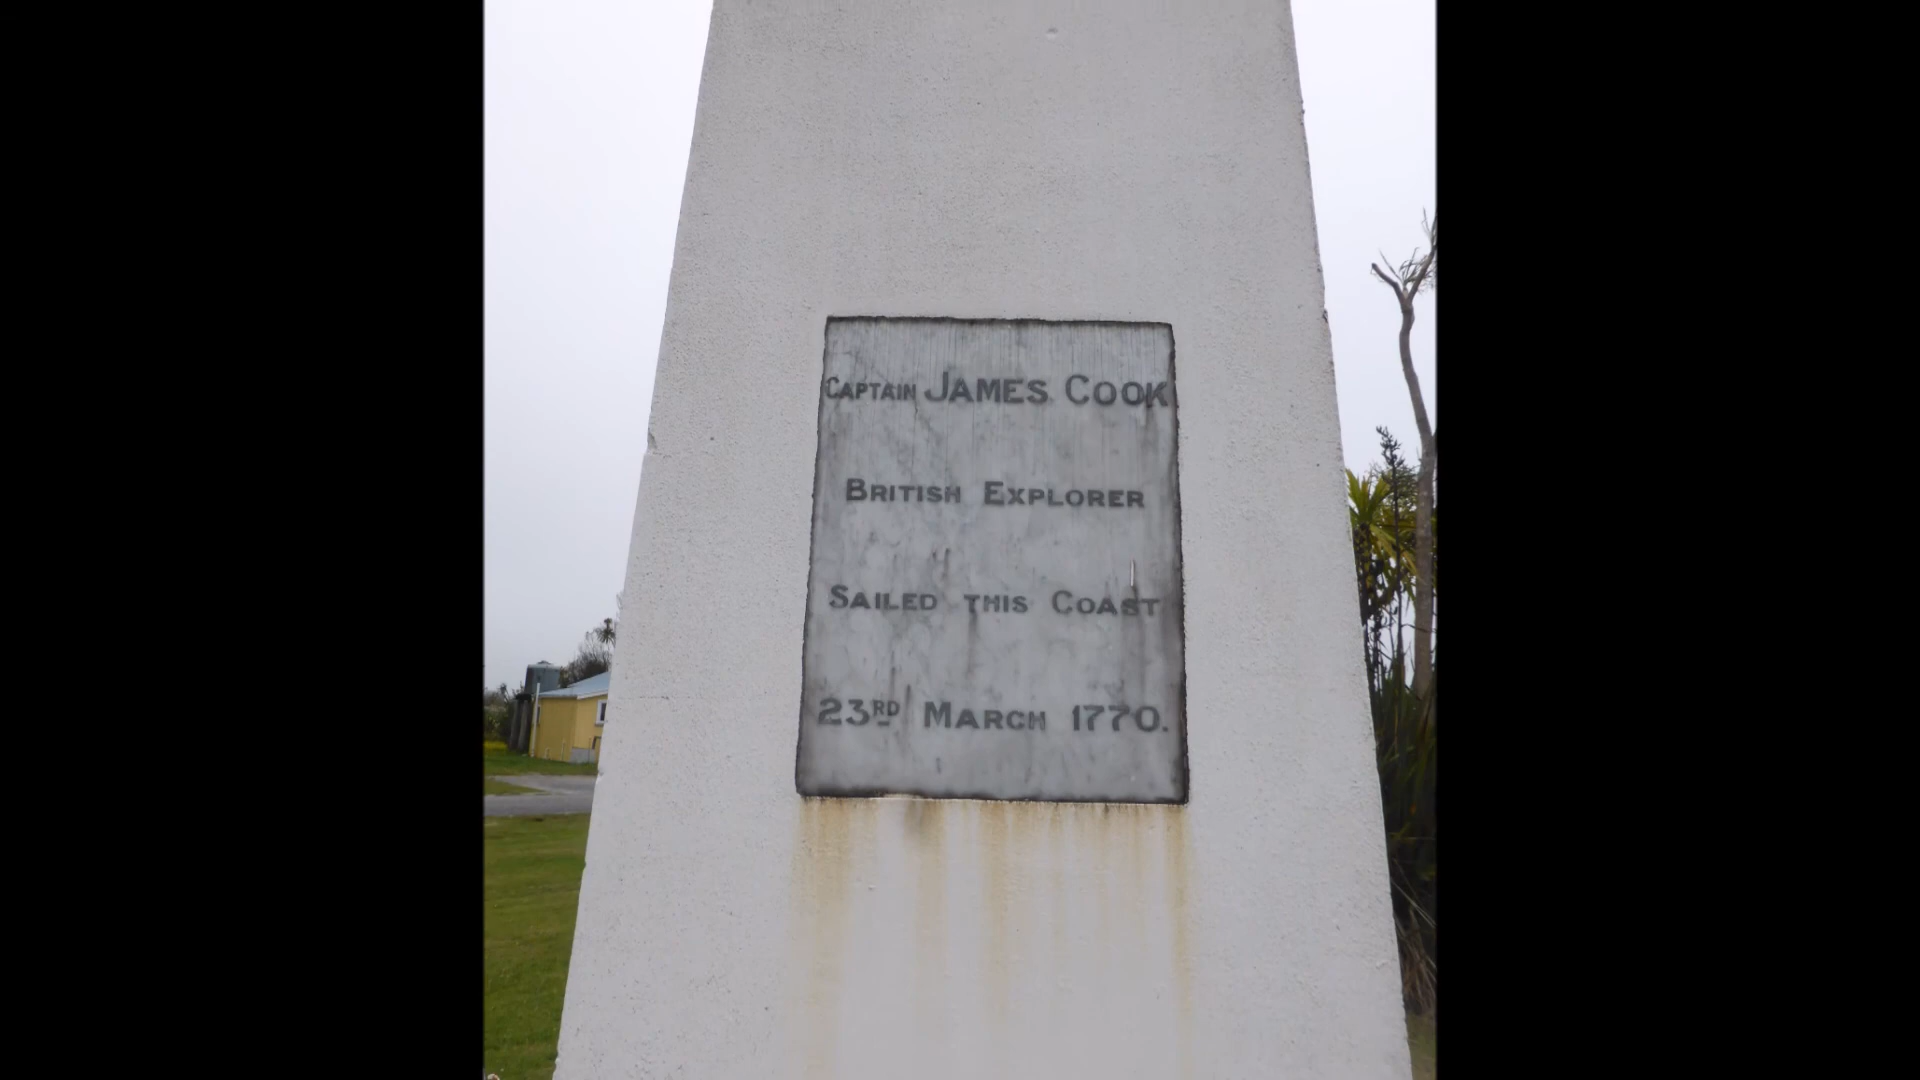 CAPTAIN JAMES COOK
BRITISH EXPLORER
SAILED THIS COAST
23RD MARCH 1770.